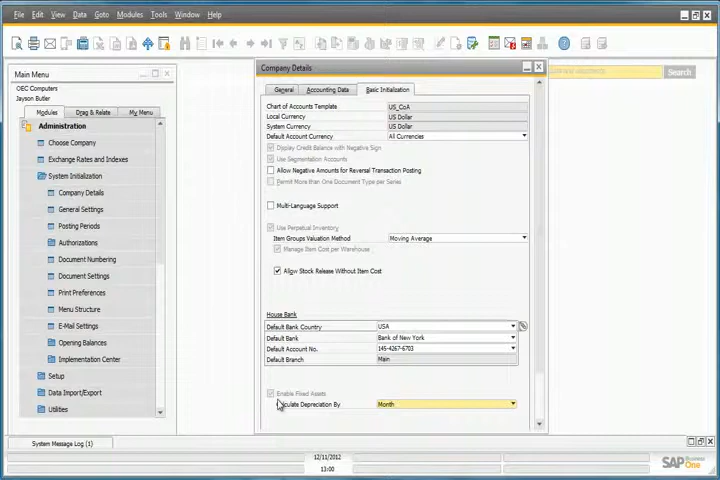 File Edit View Data Goto Modules Tools Window Help
Main Menu
OEC Computers
Jayson Butler
Modules Drag & Relate My Menu
Administration
Choose Company
Exchange Rates and Indexes
System Initialization
Company Details
General Settings
Posting Periods
Authorizations
Document Numbering
Document Settings
Print Preferences
Menu Structure
E-Mail Settings
Opening Balances
Implementation Center
Setup
Data Import/Export
Utilities
Company Details
General Accounting Data Basic Initialization
Chart of Accounts Template US_CoA
Local Currency US Dollar
System Currency US Dollar
Default Account Currency All Currencies
Display Credit Balance with Negative Sign
Use Segmentation Accounts
Allow Negative Amounts for Reversal Transaction Posting
Permit More than One Document Type per Series
Multi-Language Support
Use Perpetual Inventory
Item Groups Valuation Method Moving Average
Manage Item Cost per Warehouse
Allow Stock Release Without Item Cost
House Bank
Default Bank Country USA
Default Bank Bank of New York
Default Account No. 145-4267-6703
Default Branch Main
Enable Fixed Assets
Calculate Depreciation By Month
Search
System Message Log (1)
12/11/2012
13:00
SAP Business One